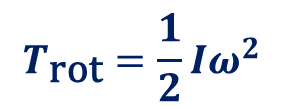 T_rot = 1/2 Iω²